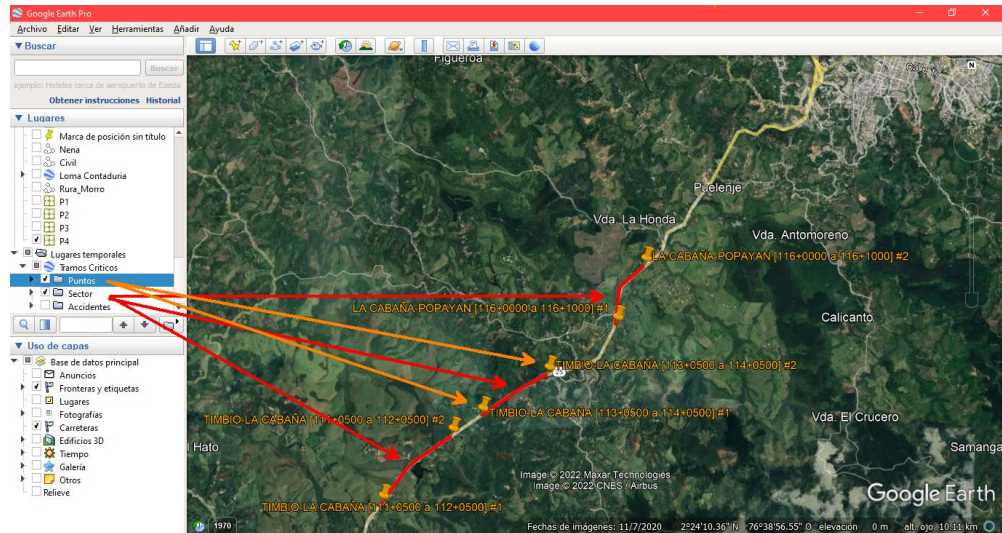 Google Earth Pro
Archivo Editar Ver Herramientas Añadir Ayuda
Buscar
Buscar
ejemplo: Hoteles cerca de aeropuerto de Ezeiza
Obtener instrucciones Historial
Lugares
Marca de posición sin título
Nena
Civil
Loma Contaduria
Rura_Morro
P1
P2
P3
P4
Lugares temporales
Tramos Criticos
Puntos
Sector
Accidentes
Uso de capas
Base de datos principal
Anuncios
Fronteras y etiquetas
Lugares
Fotografías
Carreteras
Edificios 3D
Tiempo
Galería
Otros
Relieve
Figueroa
N
Puelenje
Vda. La Honda
Vda. Antomoreno
LA CABAÑA-POPAYAN [116+0000 a 116+1000] #2
LA CABAÑA-POPAYAN [116+0000 a 116+1000] #1
Calicanto
TIMBIO-LA CABAÑA [113+0500 a 114+0500] #2
25
TIMBIO-LA CABAÑA [113+0500 a 114+0500] #1
TIMBIO-LA CABAÑA [111+0500 a 112+0500] #2
Vda. El Crucero
l Hato
Samanga
Image © 2022 Maxar Technologies
Image © 2022 CNES / Airbus
Google Earth
TIMBIO-LA CABAÑA [111+0500 a 112+0500] #1
1970
Fechas de imágenes: 11/7/2020 2°24'10.36" N 76°38'56.55" O elevación 0 m alt. ojo 10.11 km